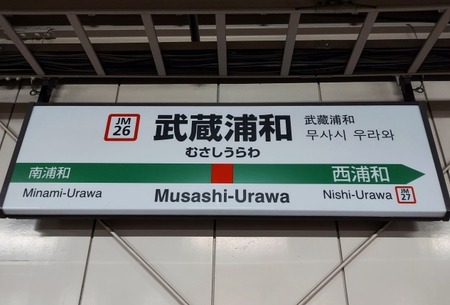 JM
26
武蔵浦和
むさしうらわ
武藏浦和
무사시 우라와
南浦和
Minami-Urawa
Musashi-Urawa
西浦和
Nishi-Urawa
JM
27